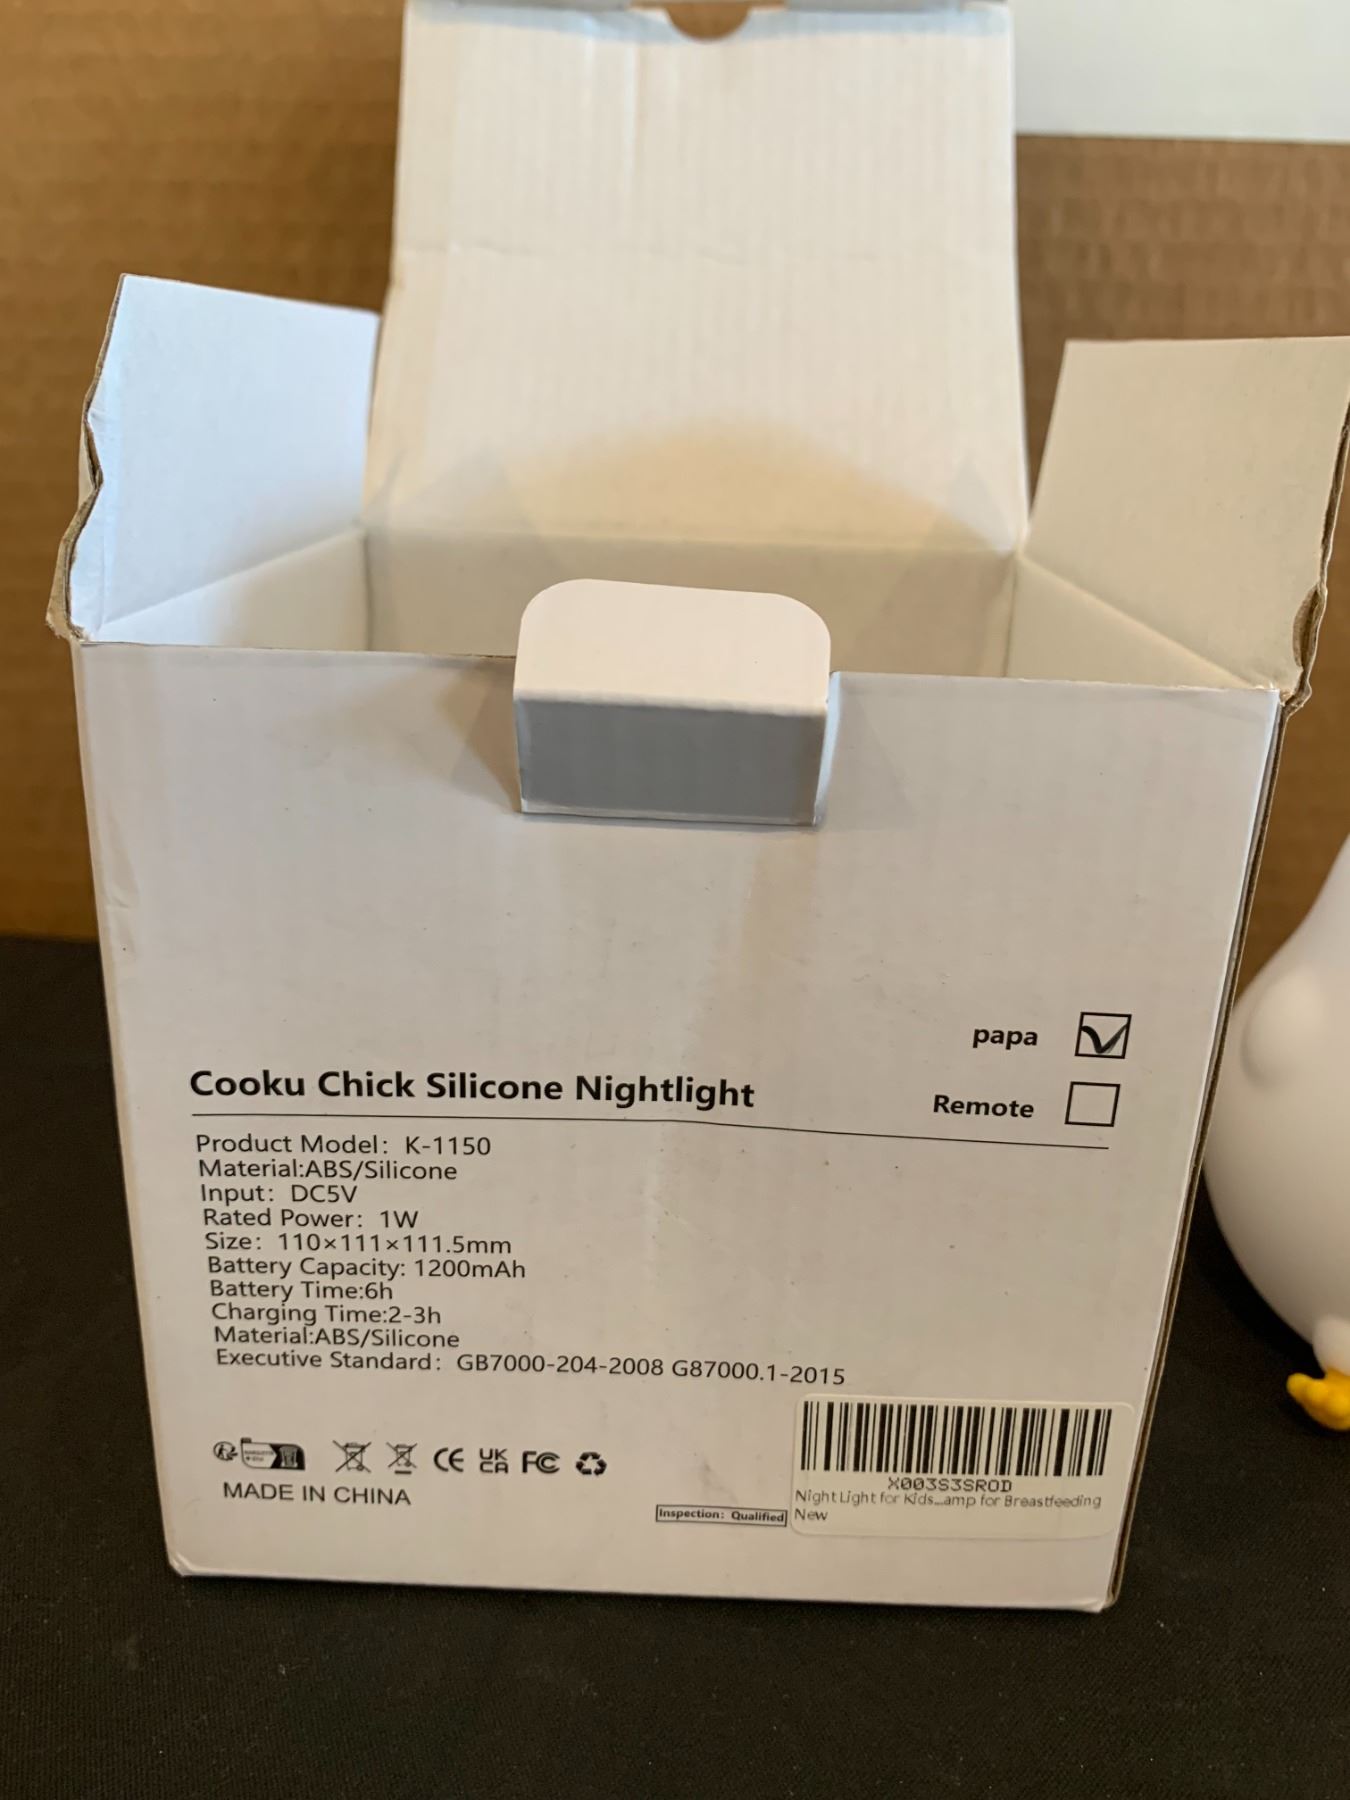 papa
Remote
Cooku Chick Silicone Nightlight
Product Model: K-1150
Material:ABS/Silicone
Input: DC5V
Rated Power: 1W
Size: 110×111×111.5mm
Battery Capacity: 1200mAh
Battery Time:6h
Charging Time:2-3h
Material:ABS/Silicone
Executive Standard: GB7000-204-2008 G87000.1-2015
CE UK CA FC
MADE IN CHINA
Inspection: Qualified
X003S3SROD
Night Light for Kids...amp for Breastfeeding
New